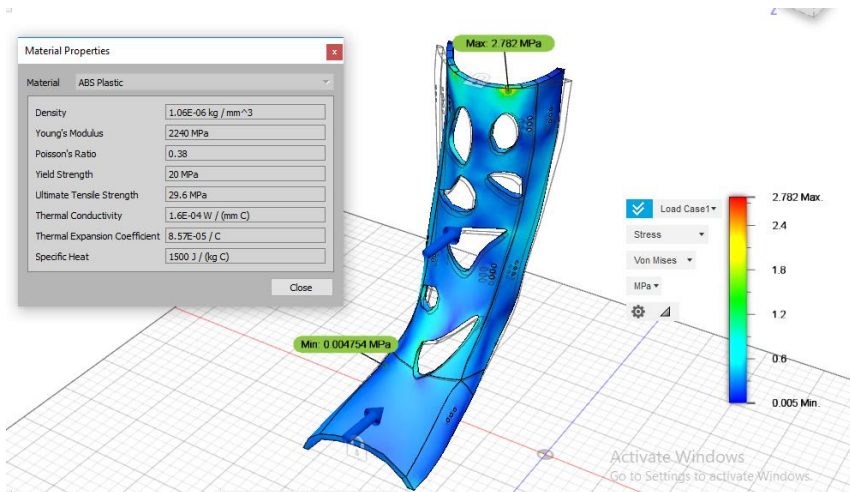 Z
Max: 2.782 MPa
Material Properties
x
Material ABS Plastic
Density 1.06E-06 kg / mm^3
Young's Modulus 2240 MPa
Poisson's Ratio 0.38
Yield Strength 20 MPa
Ultimate Tensile Strength 29.6 MPa
Thermal Conductivity 1.6E-04 W / (mm C)
Thermal Expansion Coefficient 8.57E-05 / C
Specific Heat 1500 J / (kg C)
Close
Min: 0.004754 MPa
Load Case1
Stress
Von Mises
MPa
2.782 Max.
2.4
1.8
1.2
0.6
0.005 Min.
Activate Windows
Go to Settings to activate Windows.